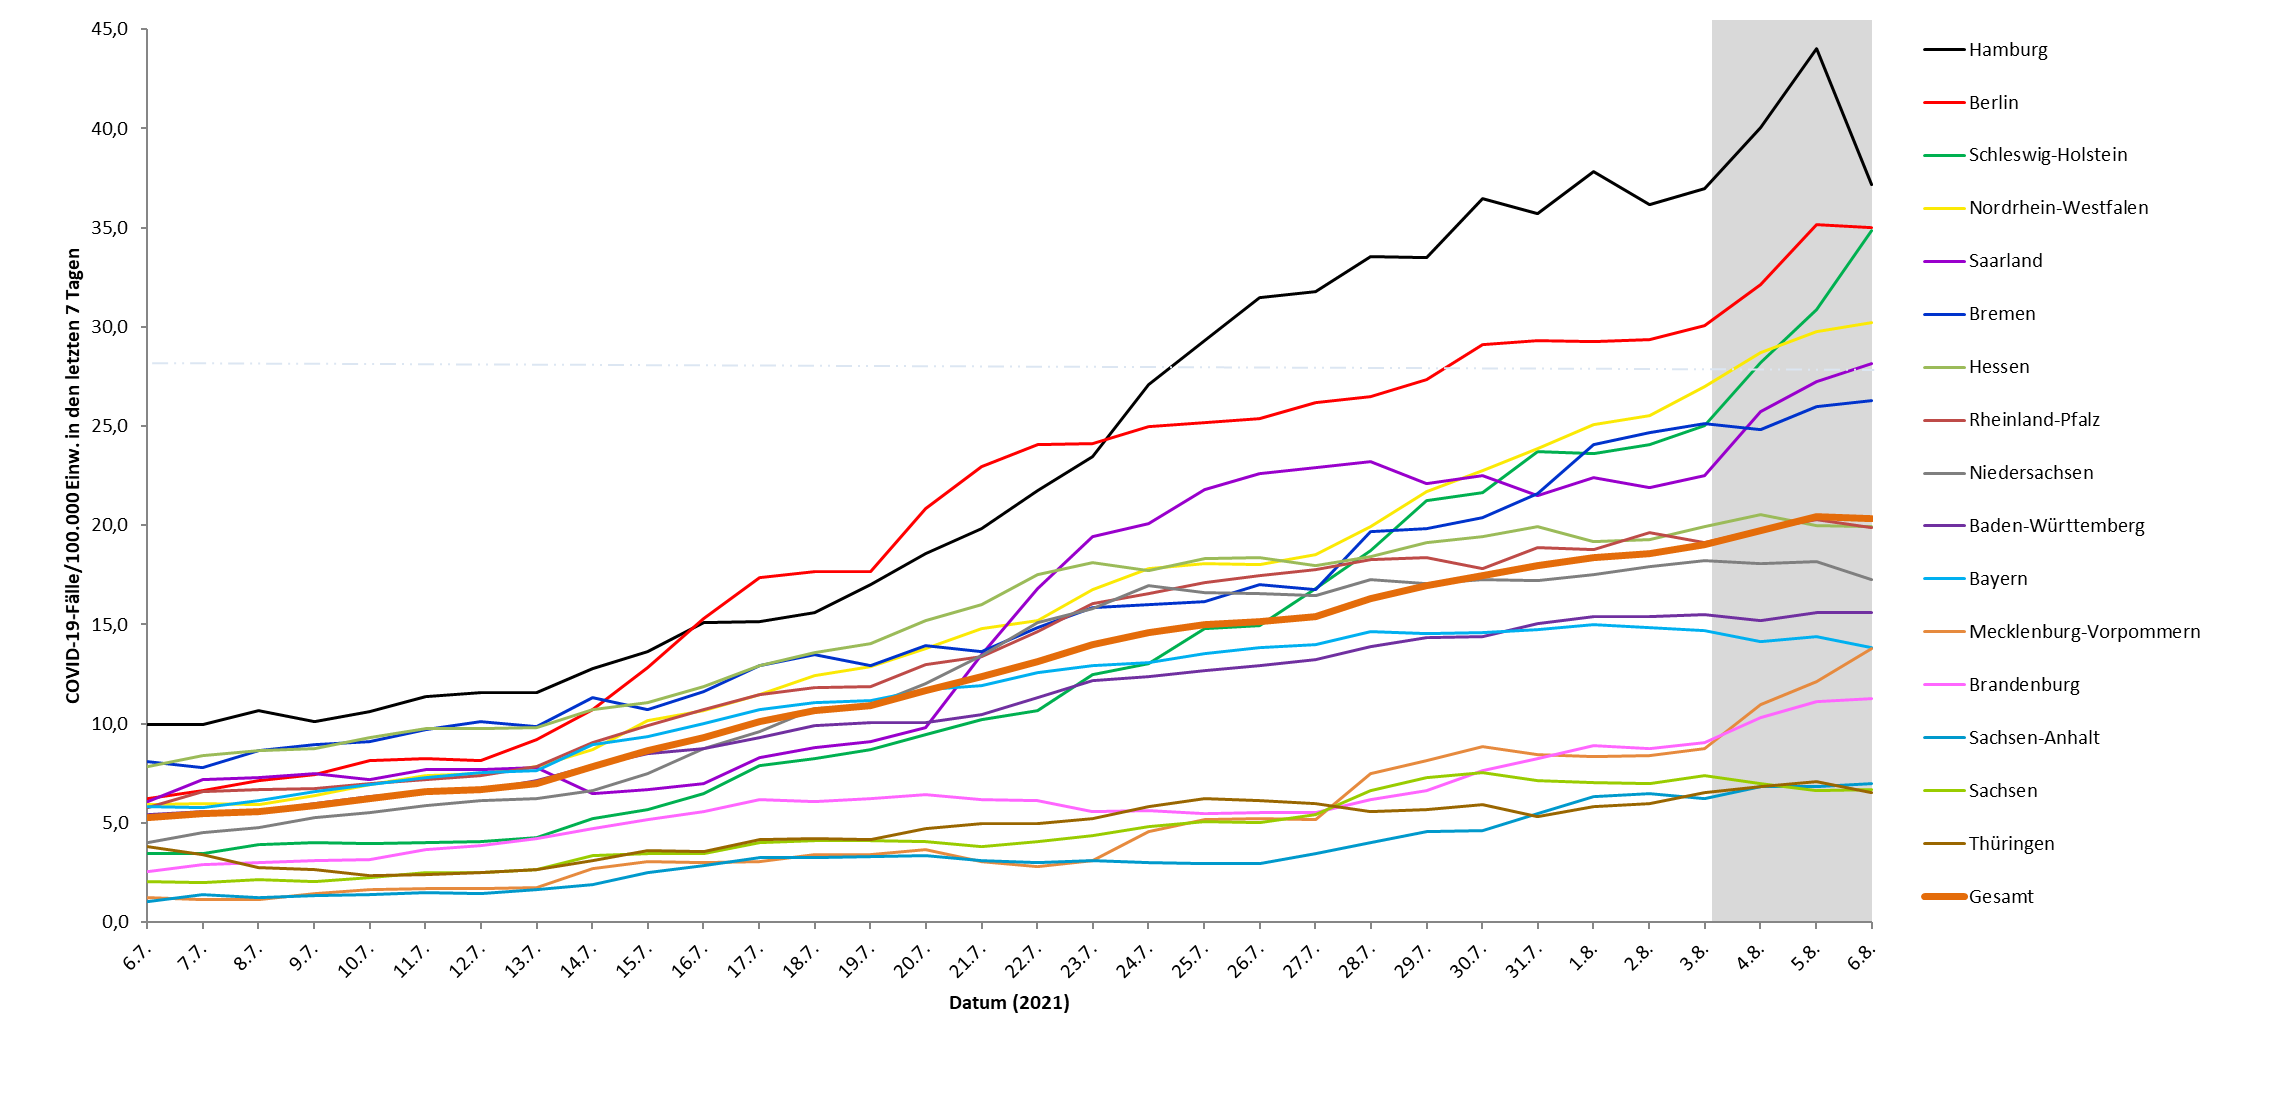 45,0
40,0
35,0
30,0
25,0
20,0
15,0
10,0
5,0
0,0
COVID-19-Fälle/100.000 Einw. in den letzten 7 Tagen
6.7.
7.7.
8.7.
9.7.
10.7.
11.7.
12.7.
13.7.
14.7.
15.7.
16.7.
17.7.
18.7.
19.7.
20.7.
21.7.
22.7.
23.7.
24.7.
25.7.
26.7.
27.7.
28.7.
29.7.
30.7.
31.7.
1.8.
2.8.
3.8.
4.8.
5.8.
6.8.
Datum (2021)
Hamburg
Berlin
Schleswig-Holstein
Nordrhein-Westfalen
Saarland
Bremen
Hessen
Rheinland-Pfalz
Niedersachsen
Baden-Württemberg
Bayern
Mecklenburg-Vorpommern
Brandenburg
Sachsen-Anhalt
Sachsen
Thüringen
Gesamt